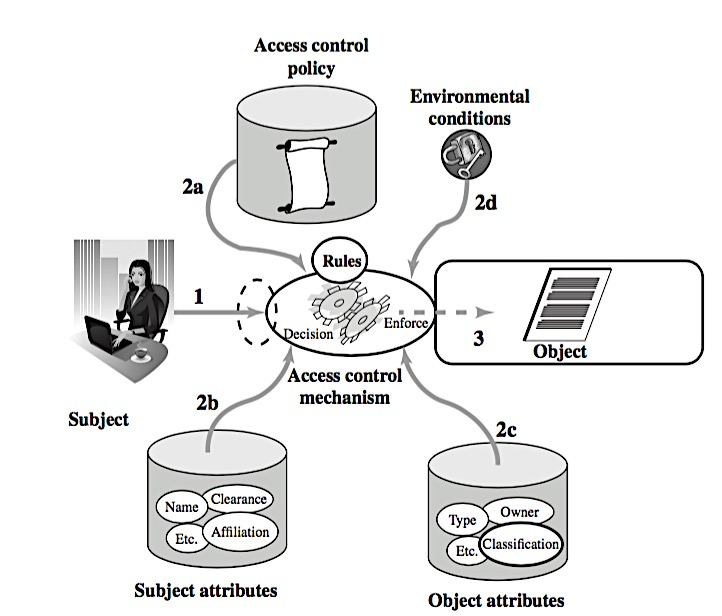 Access control
policy
Environmental
conditions
2a
2d
Rules
1
Decision
Enforce
3
Object
Access control
mechanism
2b
Subject
2c
Name
Clearance
Etc.
Affiliation
Type
Owner
Etc.
Classification
Subject attributes
Object attributes